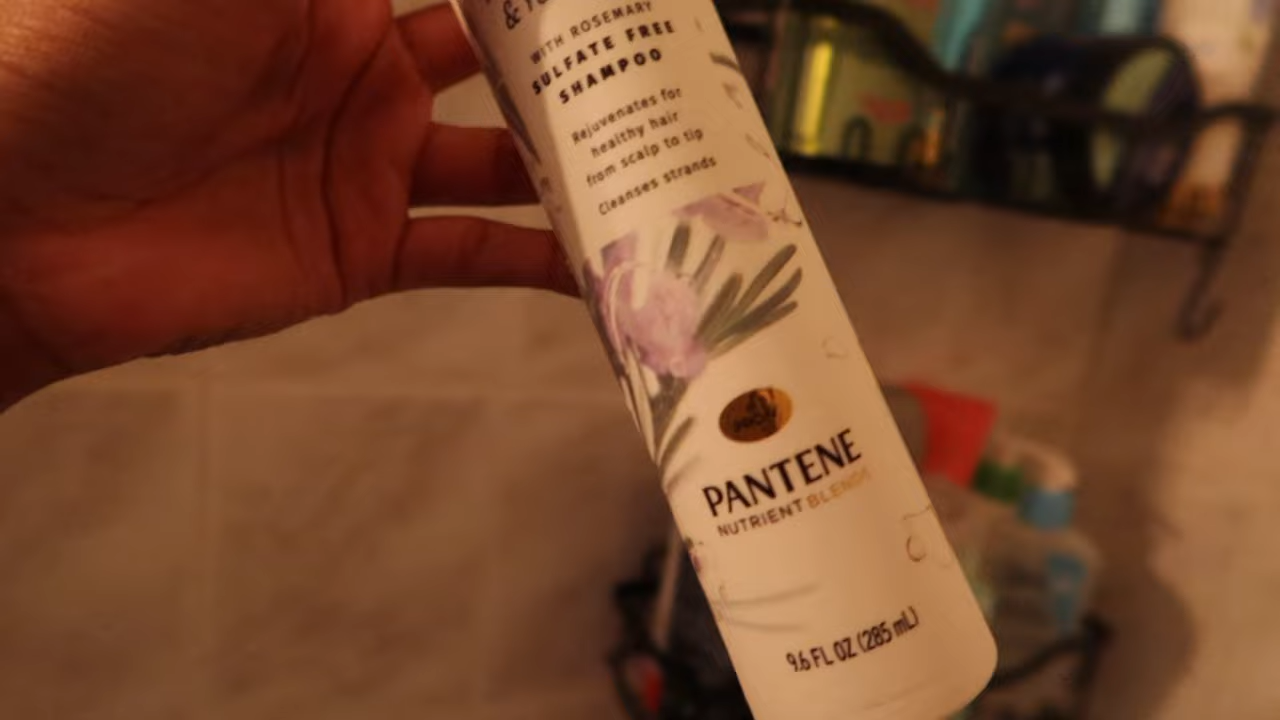 WITH ROSEMARY
SULFATE FREE
SHAMPOO
Rejuvenates for
healthy hair
from scalp to tip
Cleanses strands
PANTENE
NUTRIENT BLENDS
9.6 FL OZ (285 mL)